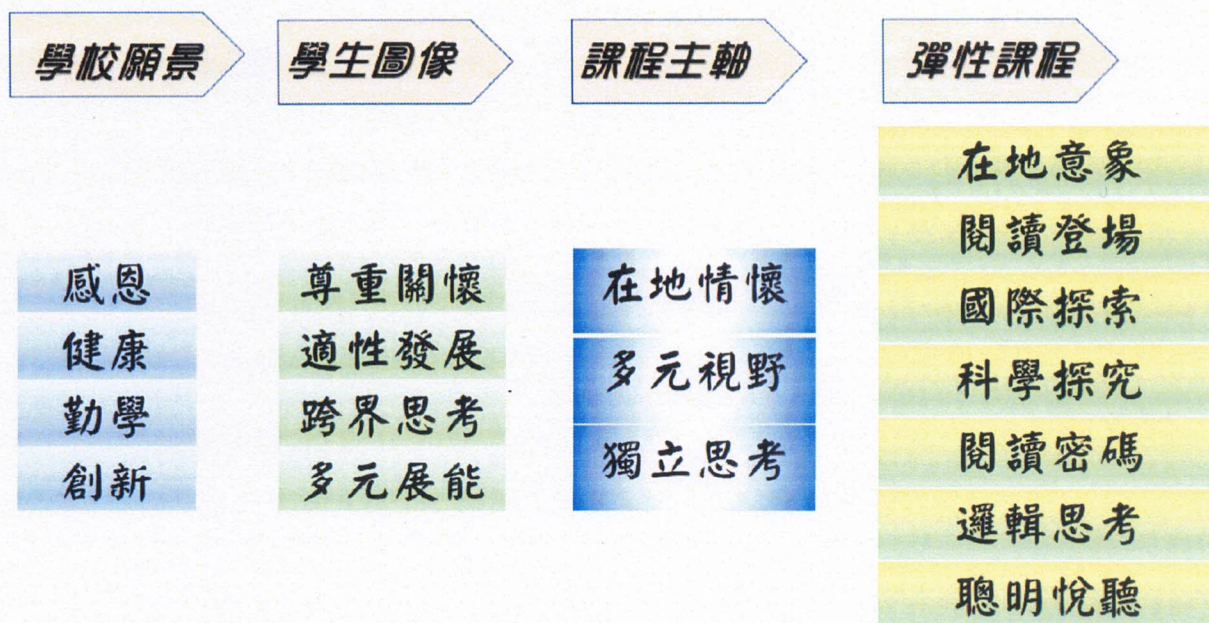 學校願景
學生圖像
課程主軸
彈性課程
感恩
健康
勤學
創新
尊重關懷
適性發展
跨界思考
多元展能
在地情懷
多元視野
獨立思考
在地意象
閱讀登場
國際探索
科學探究
閱讀密碼
邏輯思考
聰明悅聽